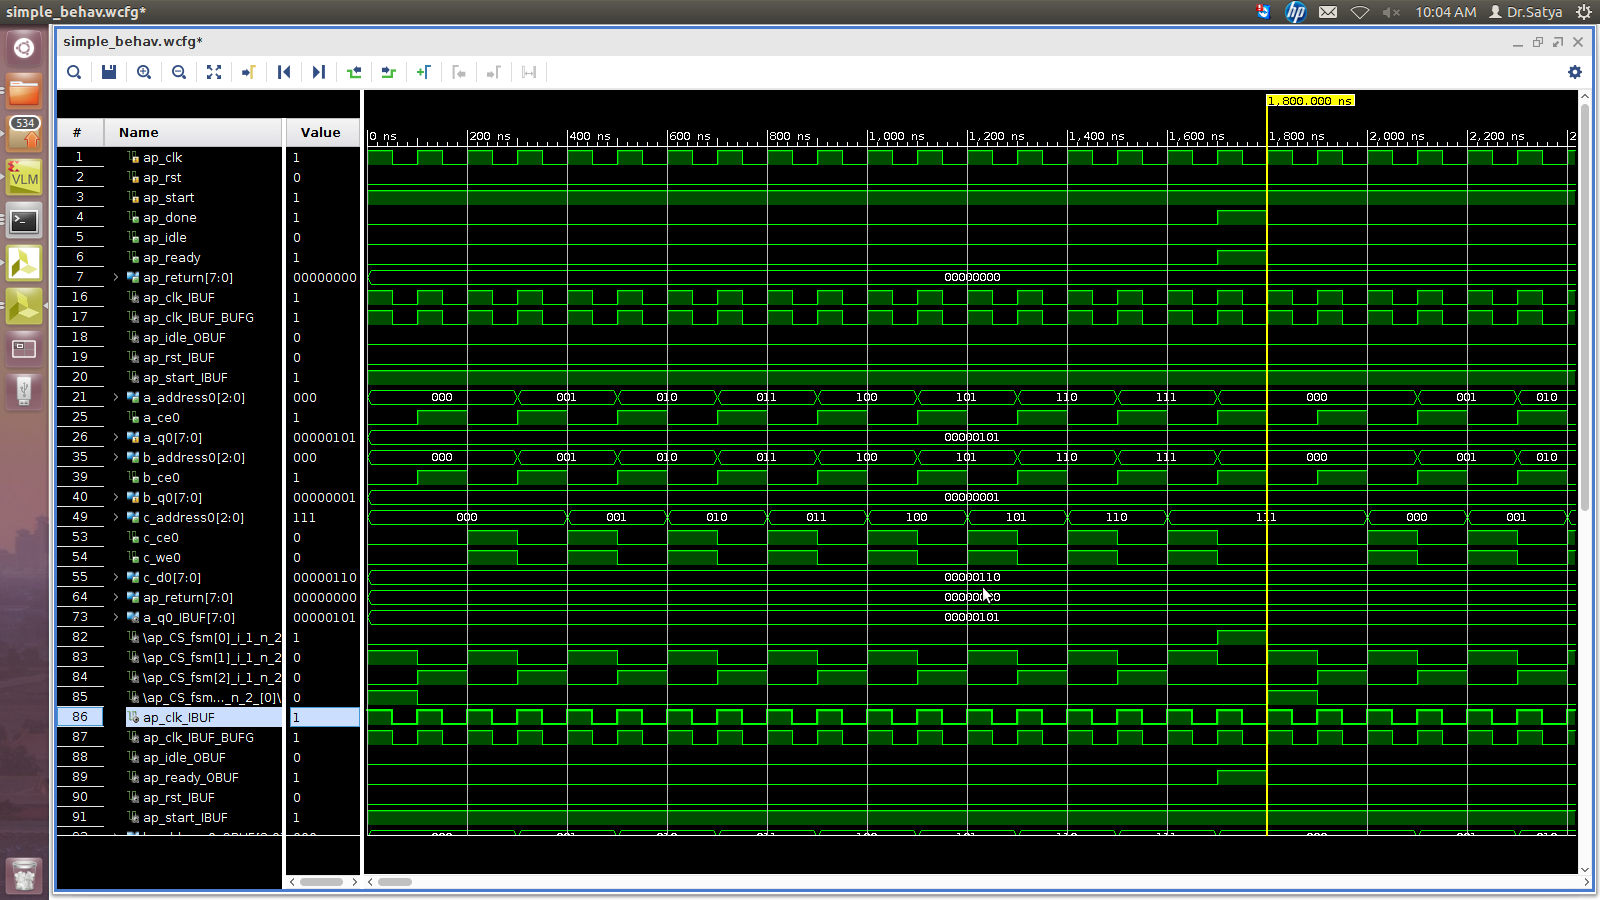 simple_behav.wcfg*
10:04 AM Dr.Satya
simple_behav.wcfg*
534
VLM
1,800.000 ns
# Name Value
0 ns 200 ns 400 ns 600 ns 800 ns 1,000 ns 1,200 ns 1,400 ns 1,600 ns 1,800 ns 2,000 ns 2,200 ns 2
1 ap_clk 1
2 ap_rst 0
3 ap_start 1
4 ap_done 1
5 ap_idle 0
6 ap_ready 1
7 ap_return[7:0] 00000000 00000000
16 ap_clk_IBUF 1
17 ap_clk_IBUF_BUFG 1
18 ap_idle_OBUF 0
19 ap_rst_IBUF 0
20 ap_start_IBUF 1
21 a_address0[2:0] 000 000 001 010 011 100 101 110 111 000 001 010
25 a_ce0 1
26 a_q0[7:0] 00000101 00000101
35 b_address0[2:0] 000 000 001 010 011 100 101 110 111 000 001 010
39 b_ce0 1
40 b_q0[7:0] 00000001 00000001
49 c_address0[2:0] 111 000 001 010 011 100 101 110 111 000 001
53 c_ce0 0
54 c_we0 0
55 c_d0[7:0] 00000110 00000110
64 ap_return[7:0] 00000000 00000000
73 a_q0_IBUF[7:0] 00000101 00000101
82 \ap_CS_fsm[0]_i_1_n_2 1
83 \ap_CS_fsm[1]_i_1_n_2 0
84 \ap_CS_fsm[2]_i_1_n_2 0
85 \ap_CS_fsm..._n_2_[0]\ 0
86 ap_clk_IBUF 1
87 ap_clk_IBUF_BUFG 1
88 ap_idle_OBUF 0
89 ap_ready_OBUF 1
90 ap_rst_IBUF 0
91 ap_start_IBUF 1